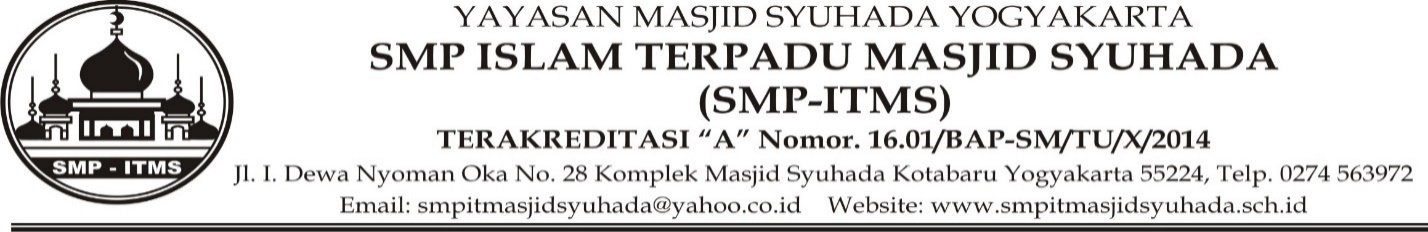 YAYASAN MASJID SYUHADA YOGYAKARTA
SMP ISLAM TERPADU MASJID SYUHADA
(SMP-ITMS)
TERAKREDITASI “A” Nomor. 16.01/BAP-SM/TU/X/2014
SMP - ITMS
Jl. I. Dewa Nyoman Oka No. 28 Komplek Masjid Syuhada Kotabaru Yogyakarta 55224, Telp. 0274 563972
Email: smpitmasjidsyuhada@yahoo.co.id Website: www.smpitmasjidsyuhada.sch.id